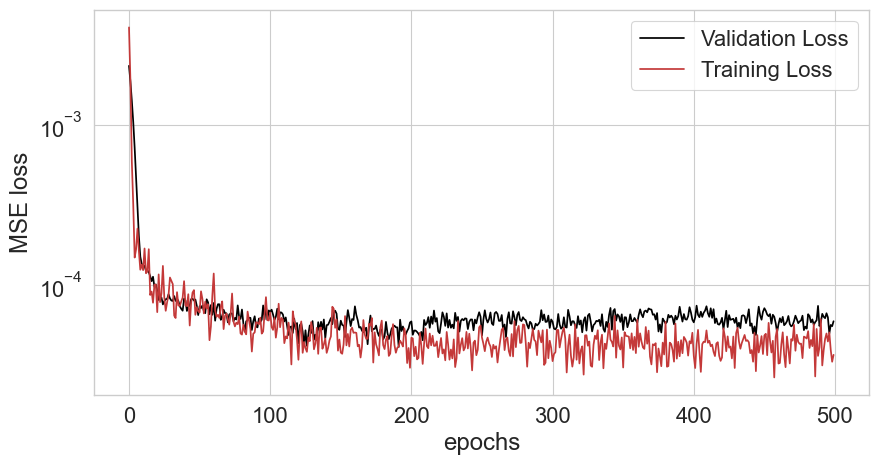 Validation Loss
Training Loss
MSE loss
10⁻³
10⁻⁴
0 100 200 300 400 500
epochs